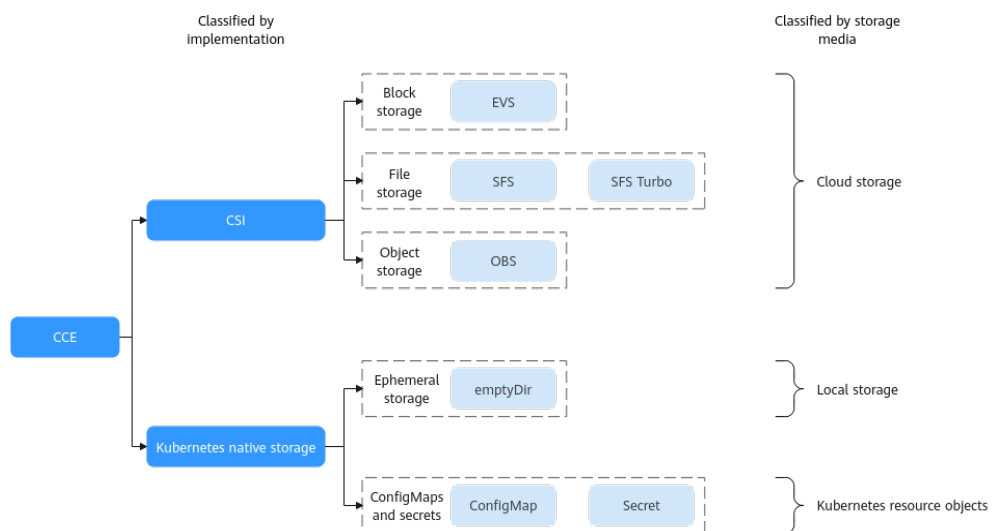 Classified by
implementation
Classified by storage
media
Block
storage
EVS
File
storage
SFS
SFS Turbo
Cloud storage
CSI
Object
storage
OBS
CCE
Ephemeral
storage
emptyDir
Local storage
Kubernetes native storage
ConfigMaps
and secrets
ConfigMap
Secret
Kubernetes resource objects